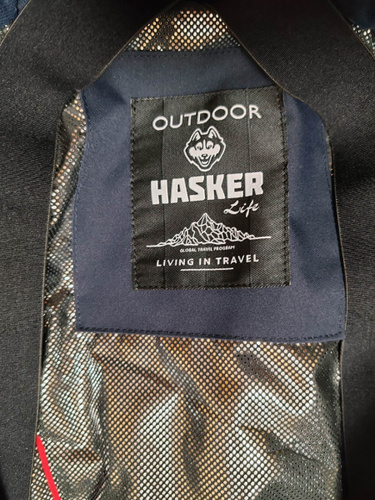 OUTDOOR
HASKER
Life
GLOBAL TRAVEL PROGRAM
LIVING IN TRAVEL